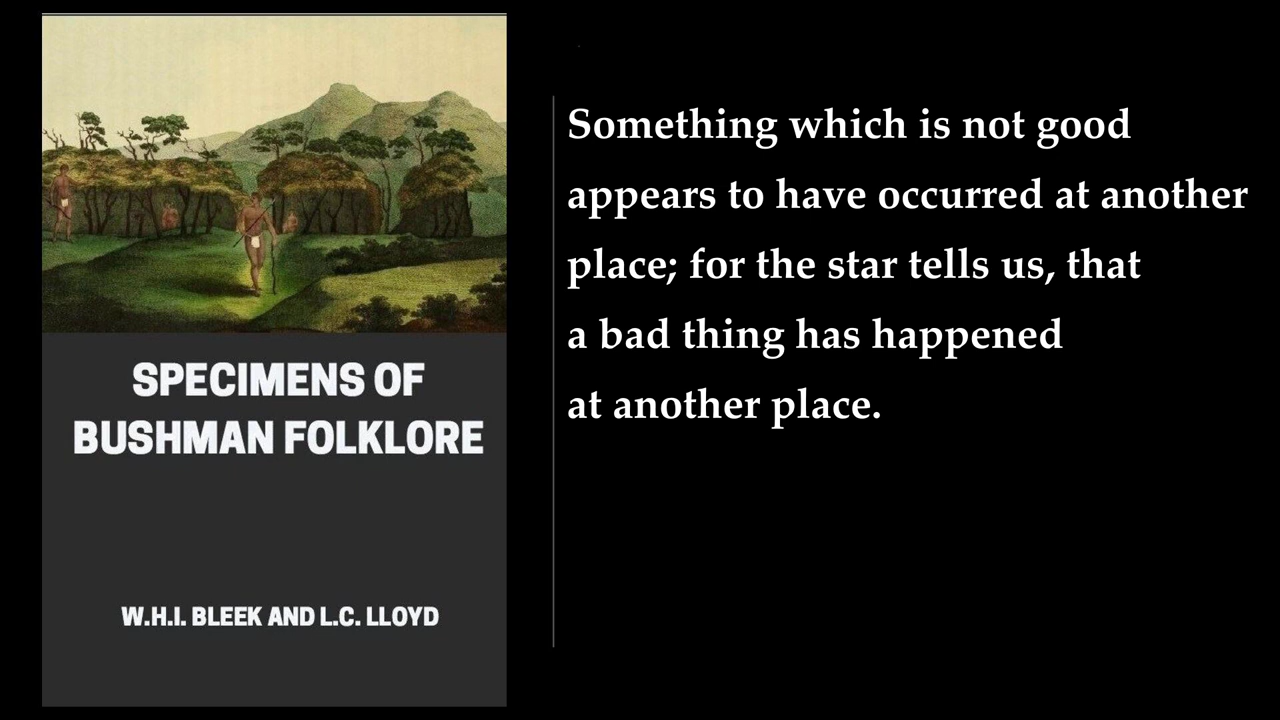 SPECIMENS OF
BUSHMAN FOLKLORE
W.H.I. BLEEK AND L.C. LLOYD
Something which is not good
appears to have occurred at another
place; for the star tells us, that
a bad thing has happened
at another place.